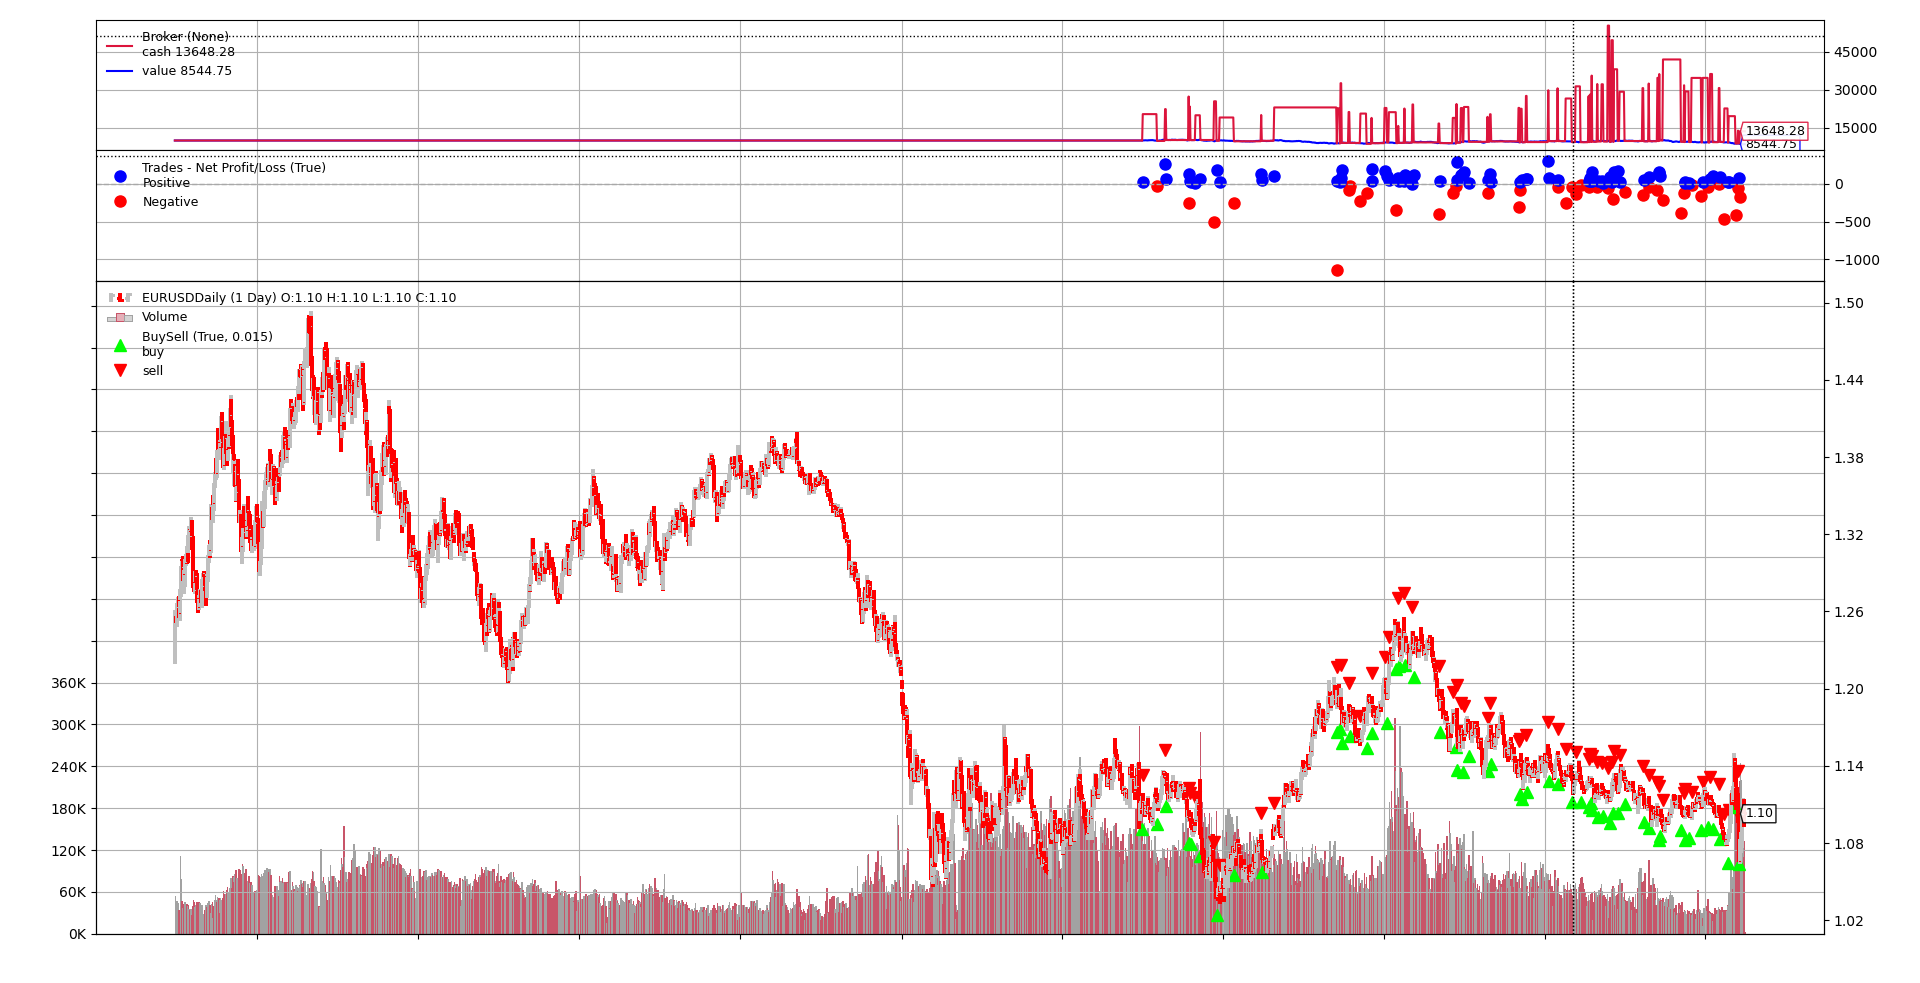 Broker (None)
cash 13648.28
value 8544.75
45000
30000
15000
13648.28
8544.75
Trades - Net Profit/Loss (True)
Positive
Negative
0
−500
−1000
EURUSDDaily (1 Day) O:1.10 H:1.10 L:1.10 C:1.10
Volume
BuySell (True, 0.015)
buy
sell
1.50
1.44
1.38
1.32
1.26
1.20
1.14
1.10
1.08
1.02
360K
300K
240K
180K
120K
60K
0K